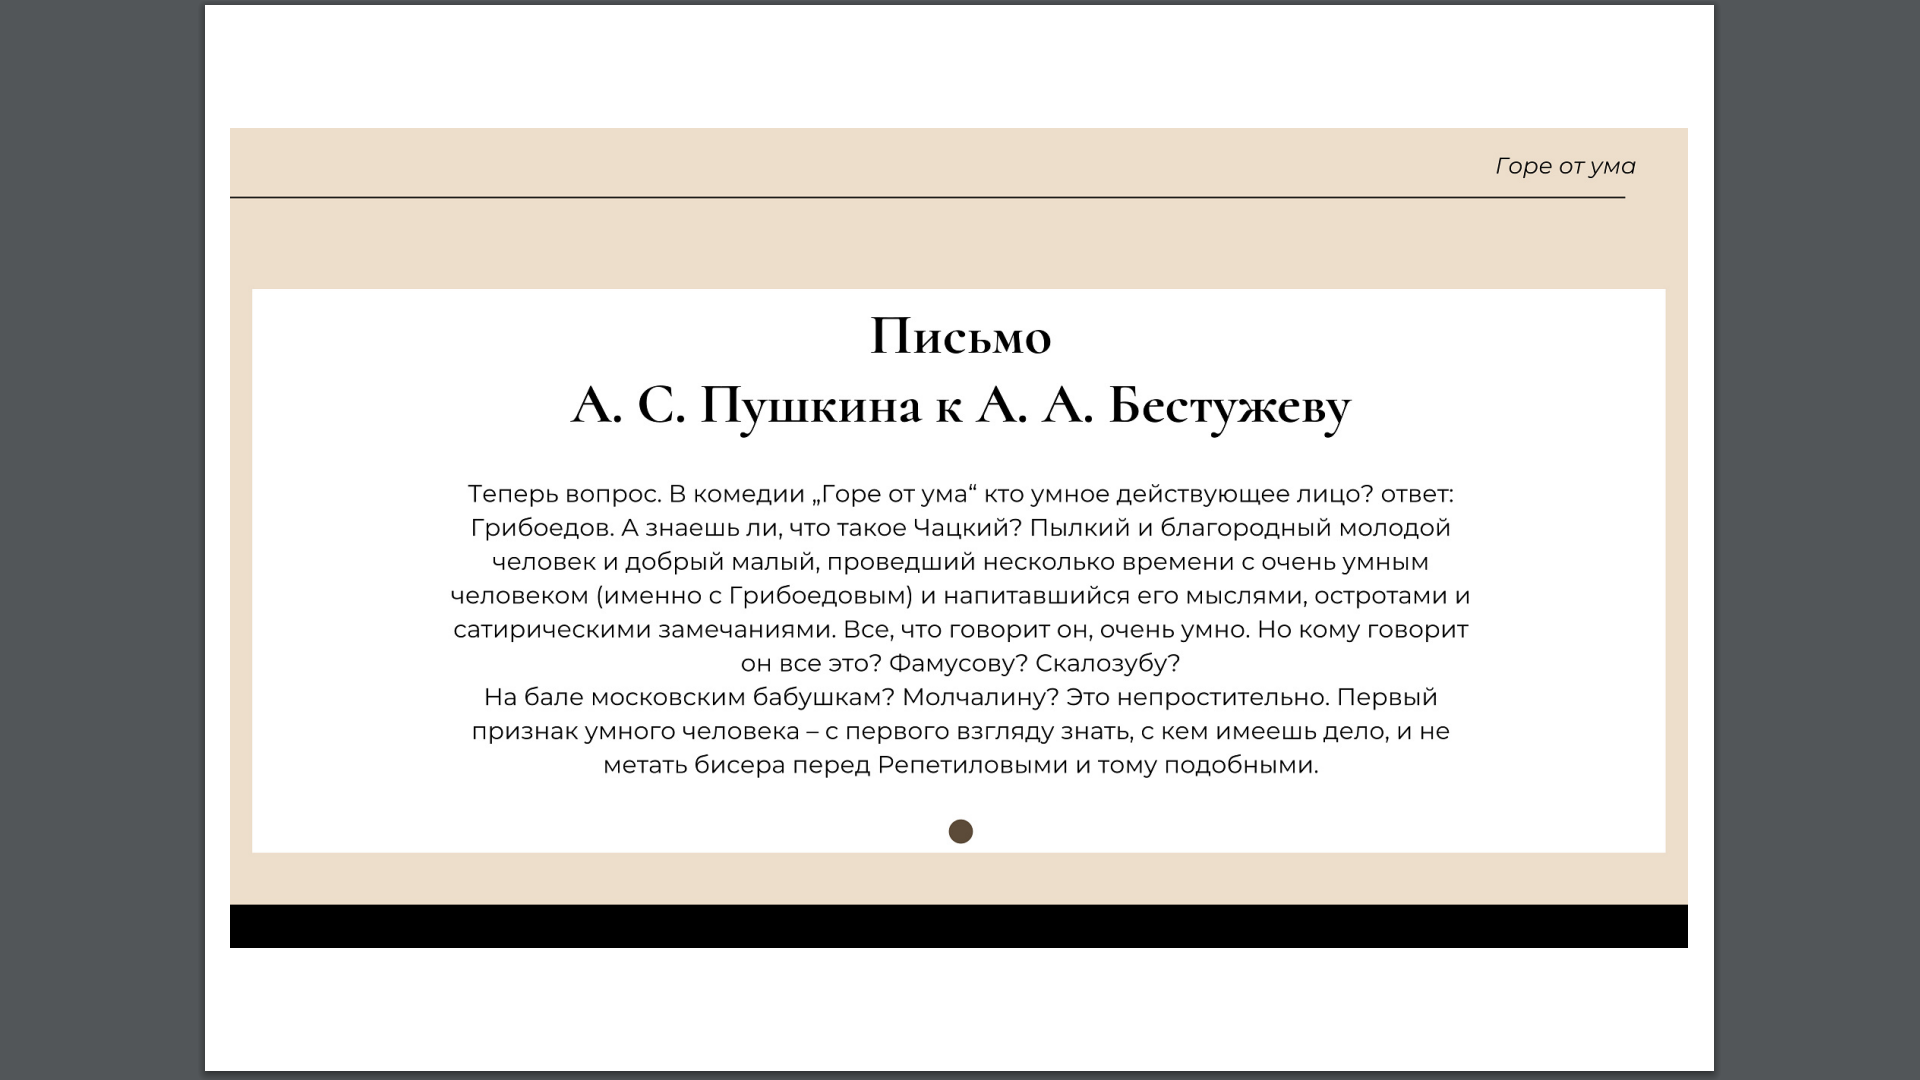 Горе от ума
Письмо
А. С. Пушкина к А. А. Бестужеву
Теперь вопрос. В комедии „Горе от ума“ кто умное действующее лицо? ответ:
Грибоедов. А знаешь ли, что такое Чацкий? Пылкий и благородный молодой
человек и добрый малый, проведший несколько времени с очень умным
человеком (именно с Грибоедовым) и напитавшийся его мыслями, остротами и
сатирическими замечаниями. Все, что говорит он, очень умно. Но кому говорит
он все это? Фамусову? Скалозубу?
На бале московским бабушкам? Молчалину? Это непростительно. Первый
признак умного человека – с первого взгляду знать, с кем имеешь дело, и не
метать бисера перед Репетиловыми и тому подобными.